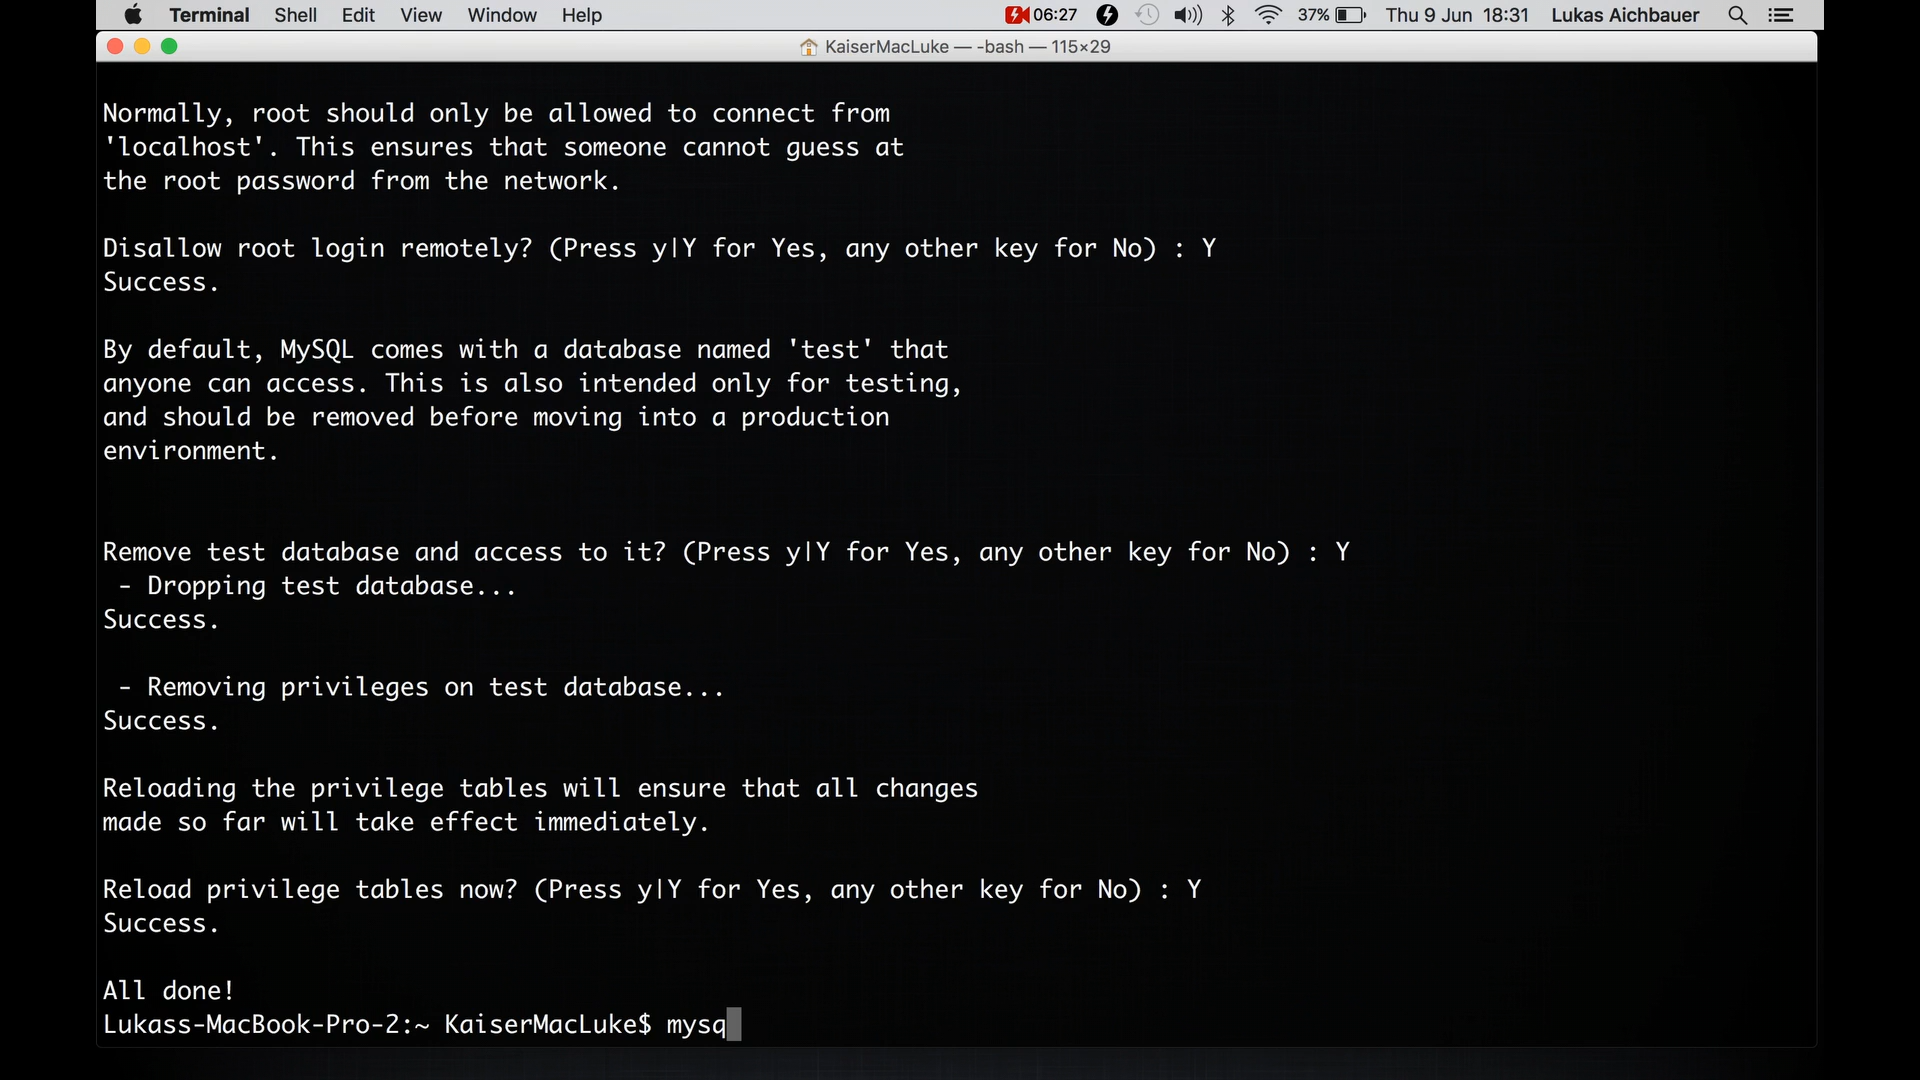 Terminal Shell Edit View Window Help 06:27 37% Thu 9 Jun 18:31 Lukas Aichbauer
KaiserMacLuke — -bash — 115×29
Normally, root should only be allowed to connect from
'localhost'. This ensures that someone cannot guess at
the root password from the network.
Disallow root login remotely? (Press y|Y for Yes, any other key for No) : Y
Success.
By default, MySQL comes with a database named 'test' that
anyone can access. This is also intended only for testing,
and should be removed before moving into a production
environment.
Remove test database and access to it? (Press y|Y for Yes, any other key for No) : Y
- Dropping test database...
Success.
- Removing privileges on test database...
Success.
Reloading the privilege tables will ensure that all changes
made so far will take effect immediately.
Reload privilege tables now? (Press y|Y for Yes, any other key for No) : Y
Success.
All done!
Lukass-MacBook-Pro-2:~ KaiserMacLuke$ mysq